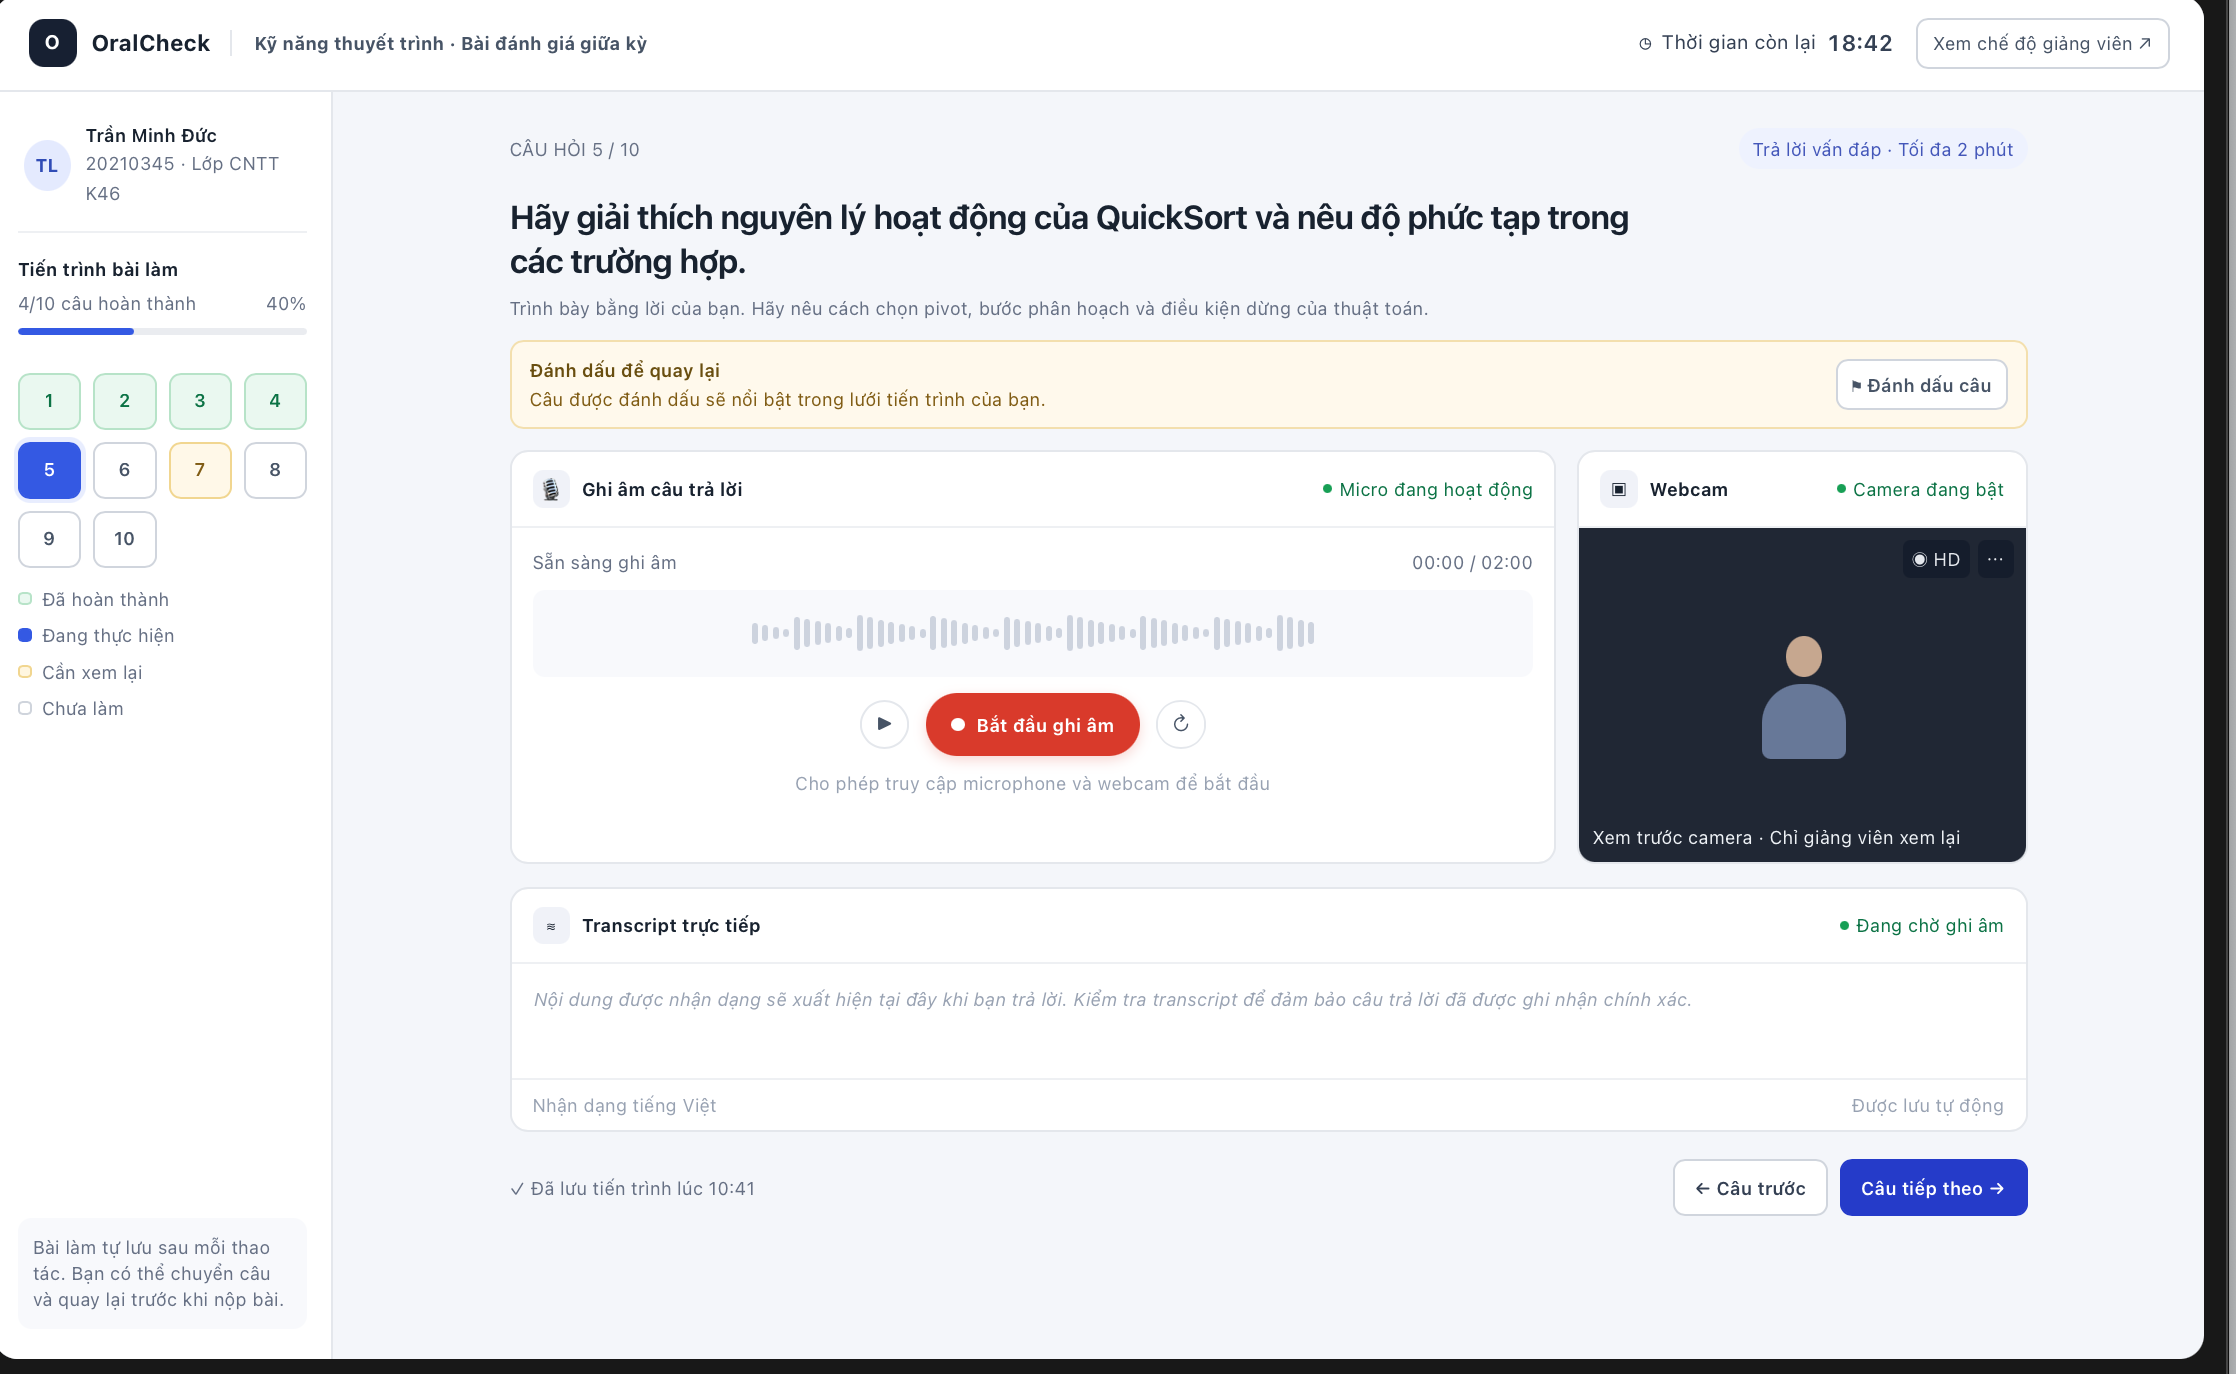 O OralCheck Kỹ năng thuyết trình · Bài đánh giá giữa kỳ
Thời gian còn lại 18:42 Xem chế độ giảng viên ↗
Trần Minh Đức
TL
20210345 · Lớp CNTT
K46
Tiến trình bài làm
4/10 câu hoàn thành 40%
1 2 3 4
5 6 7 8
9 10
Đã hoàn thành
Đang thực hiện
Cần xem lại
Chưa làm
Bài làm tự lưu sau mỗi thao
tác. Bạn có thể chuyển câu
và quay lại trước khi nộp bài.
CÂU HỎI 5 / 10
Trả lời vấn đáp · Tối đa 2 phút
Hãy giải thích nguyên lý hoạt động của QuickSort và nêu độ phức tạp trong
các trường hợp.
Trình bày bằng lời của bạn. Hãy nêu cách chọn pivot, bước phân hoạch và điều kiện dừng của thuật toán.
Đánh dấu để quay lại
Câu được đánh dấu sẽ nổi bật trong lưới tiến trình của bạn.
⚑ Đánh dấu câu
Ghi âm câu trả lời
Micro đang hoạt động
Sẵn sàng ghi âm
00:00 / 02:00
Bắt đầu ghi âm
Cho phép truy cập microphone và webcam để bắt đầu
Webcam
Camera đang bật
HD ···
Xem trước camera · Chỉ giảng viên xem lại
Transcript trực tiếp
Đang chờ ghi âm
Nội dung được nhận dạng sẽ xuất hiện tại đây khi bạn trả lời. Kiểm tra transcript để đảm bảo câu trả lời đã được ghi nhận chính xác.
Nhận dạng tiếng Việt
Được lưu tự động
✓ Đã lưu tiến trình lúc 10:41
← Câu trước
Câu tiếp theo →